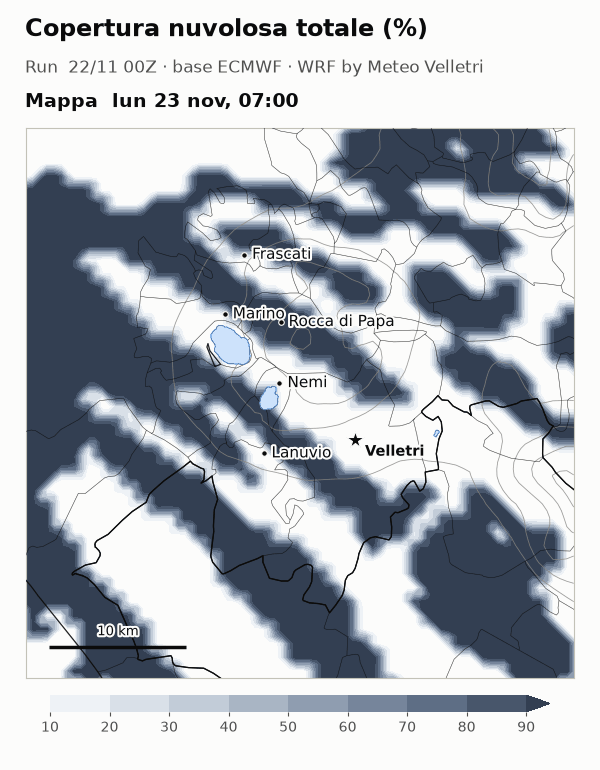 Copertura nuvolosa totale (%)
Run  22/11 00Z · base ECMWF · WRF by Meteo Velletri
Mappa  lun 23 nov, 07:00
Frascati
Marino
Rocca di Papa
Nemi
Velletri
Lanuvio
10 km
10 20 30 40 50 60 70 80 90